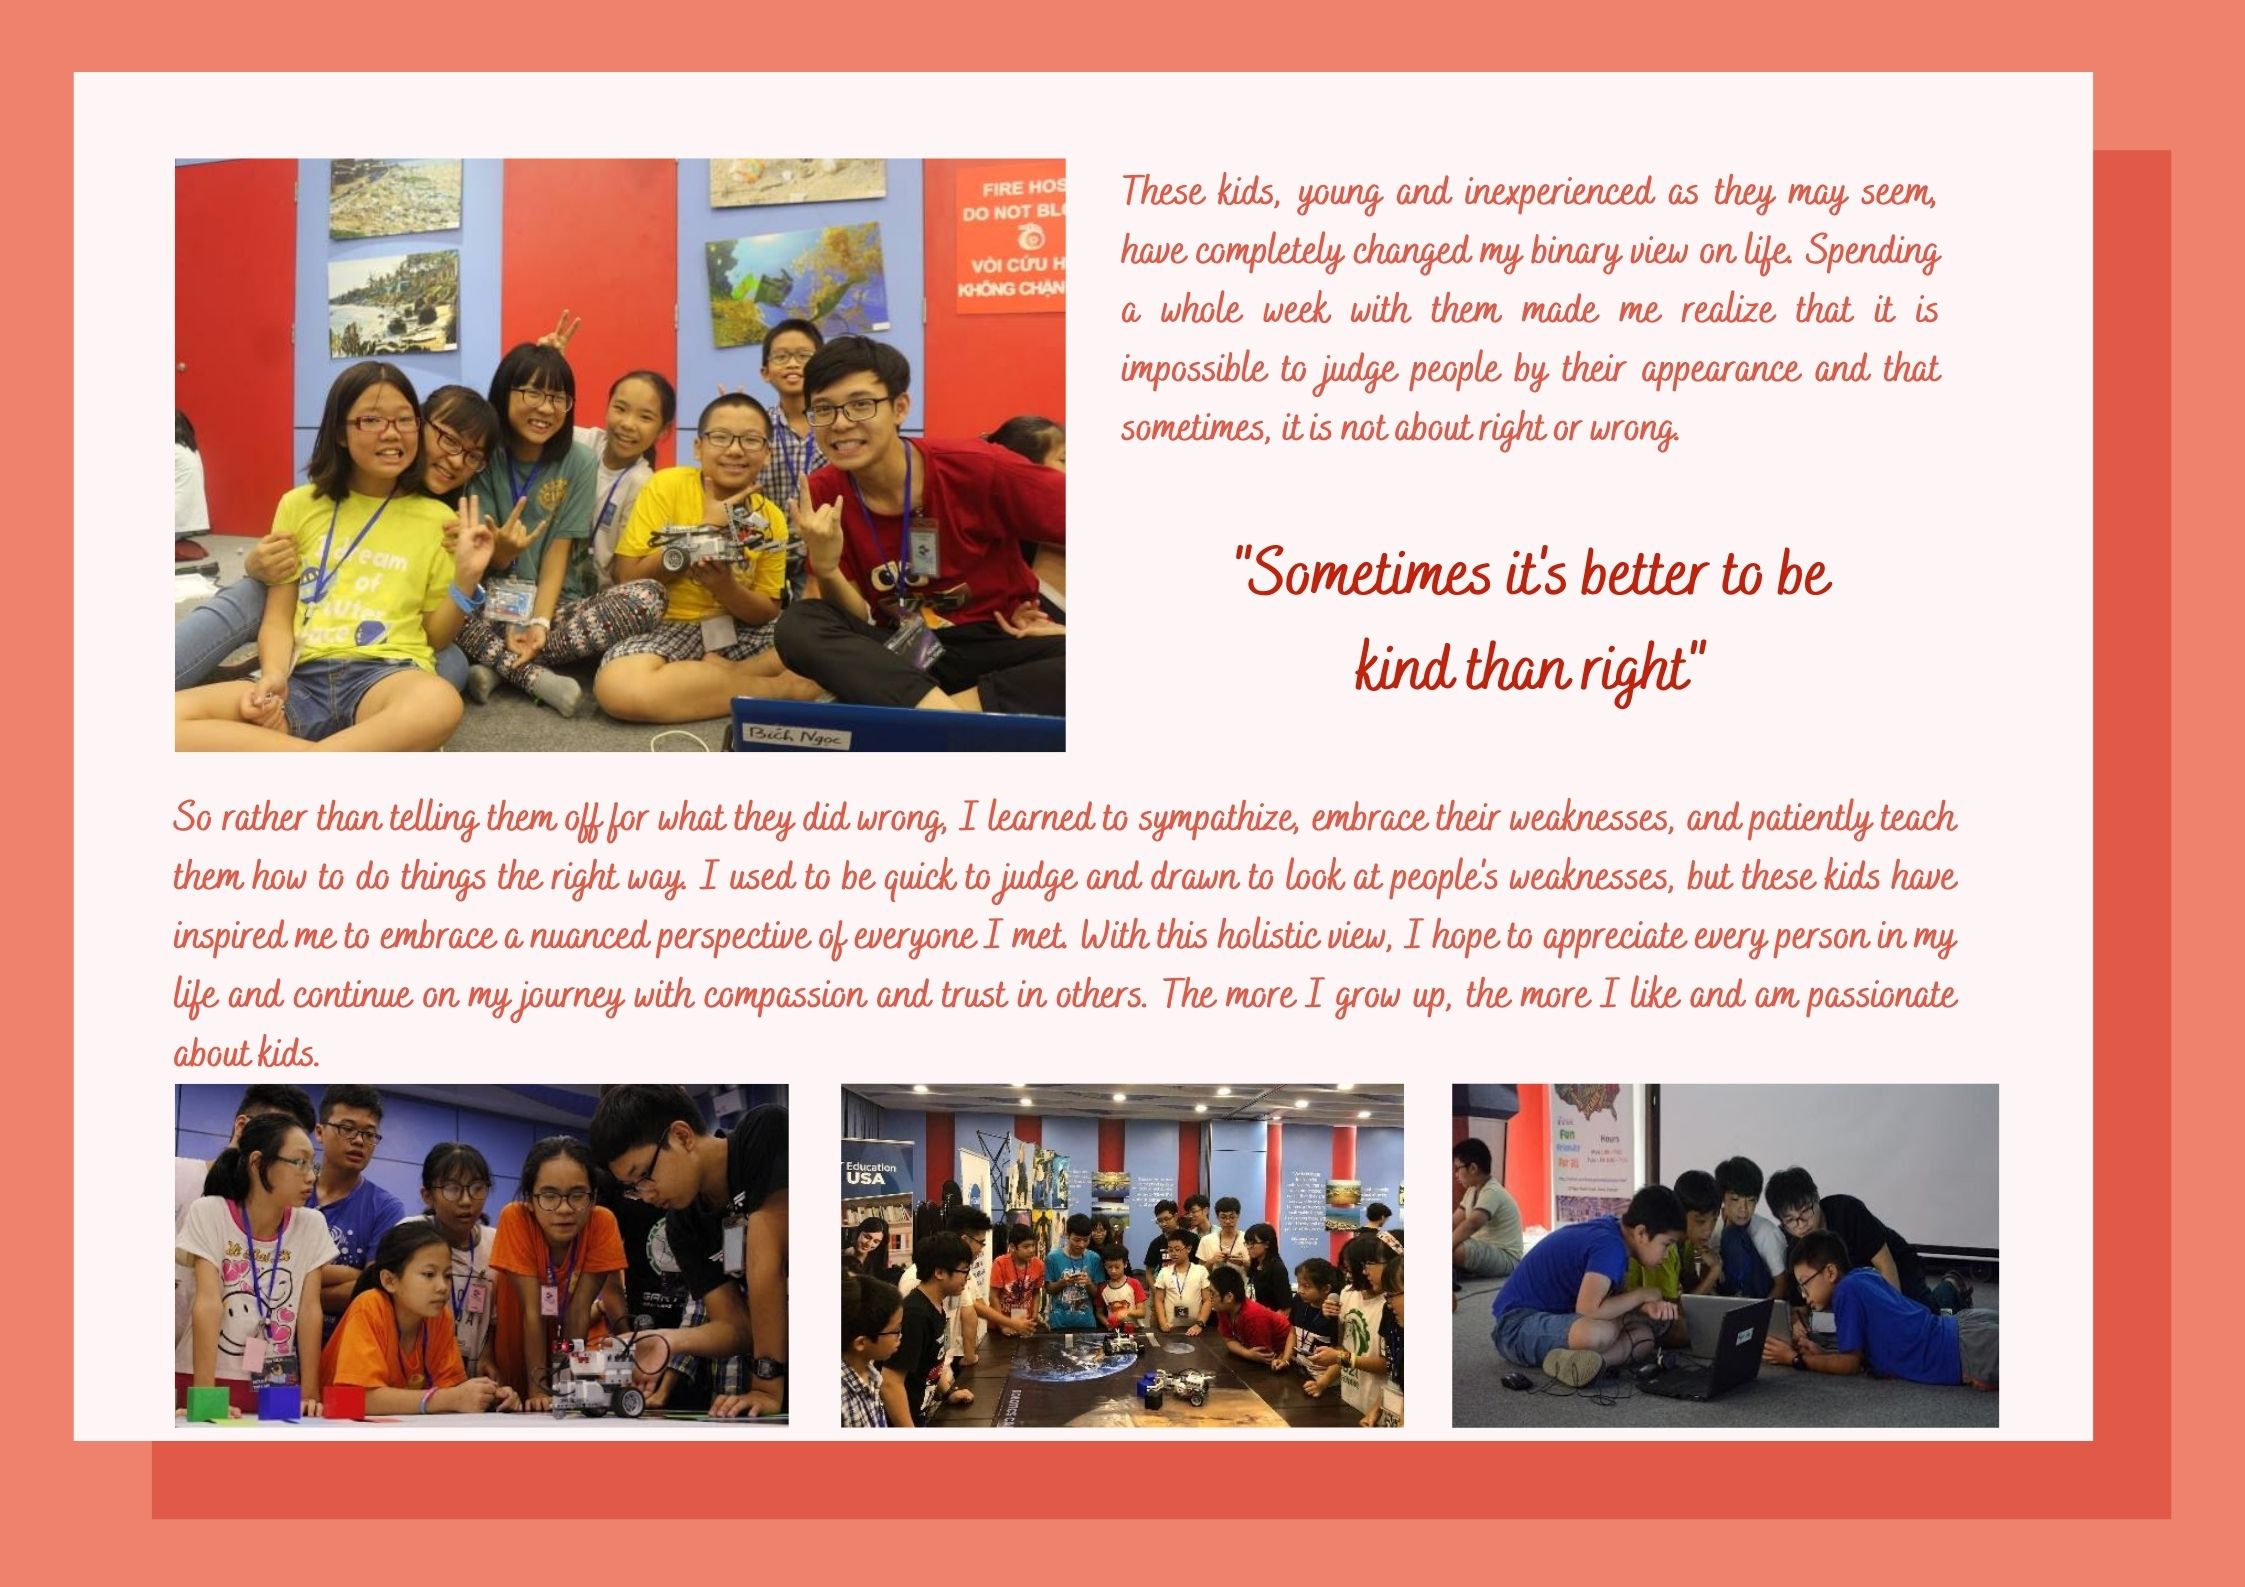 These kids, young and inexperienced as they may seem,
have completely changed my binary view on life. Spending
a whole week with them made me realize that it is
impossible to judge people by their appearance and that
sometimes, it is not about right or wrong.
"Sometimes it's better to be
kind than right"
FIRE HOS
DO NOT BLO
VÒI CỨU H
KHÔNG CHẶN
I dream
of
Bích Ngọc
So rather than telling them off for what they did wrong, I learned to sympathize, embrace their weaknesses, and patiently teach
them how to do things the right way. I used to be quick to judge and drawn to look at people's weaknesses, but these kids have
inspired me to embrace a nuanced perspective of everyone I met. With this holistic view, I hope to appreciate every person in my
life and continue on my journey with compassion and trust in others. The more I grow up, the more I like and am passionate
about kids.
Education
USA
Fun
Hours